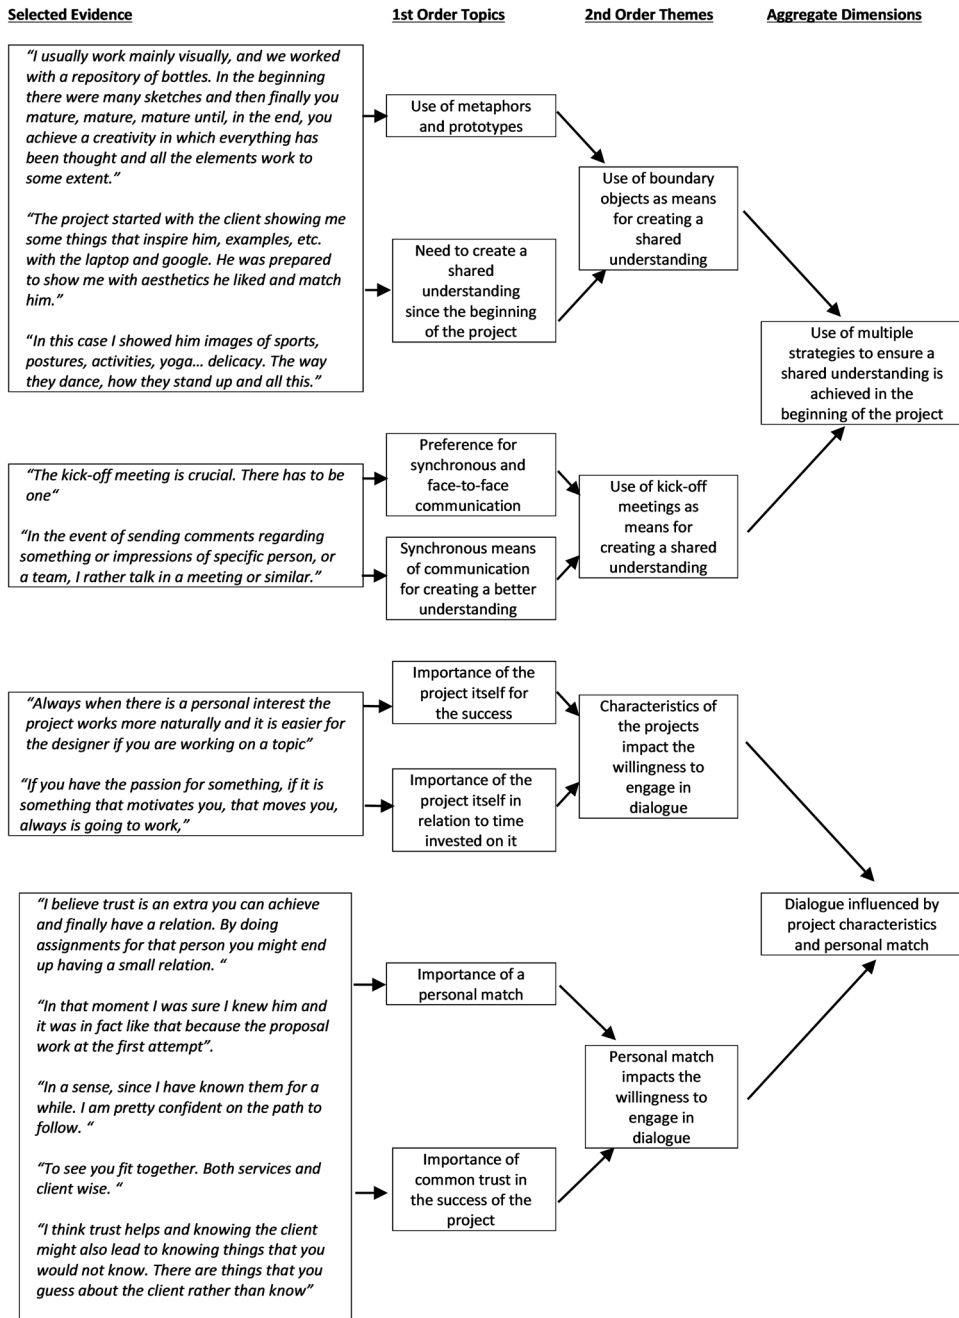 Selected Evidence
1st Order Topics
2nd Order Themes
Aggregate Dimensions
“I usually work mainly visually, and we worked
with a repository of bottles. In the beginning
there were many sketches and then finally you
mature, mature, mature until, in the end, you
achieve a creativity in which everything has
been thought and all the elements work to
some extent.”
“The project started with the client showing me
some things that inspire him, examples, etc.
with the laptop and google. He was prepared
to show me with aesthetics he liked and match
him.”
“In this case I showed him images of sports,
postures, activities, yoga… delicacy. The way
they dance, how they stand up and all this.”
Use of metaphors
and prototypes
Need to create a
shared
understanding
since the beginning
of the project
Use of boundary
objects as means
for creating a
shared
understanding
Use of multiple
strategies to ensure a
shared understanding is
achieved in the
beginning of the project
“The kick-off meeting is crucial. There has to be
one“
“In the event of sending comments regarding
something or impressions of specific person, or
a team, I rather talk in a meeting or similar.”
Preference for
synchronous and
face-to-face
communication
Synchronous means
of communication
for creating a better
understanding
Use of kick-off
meetings as
means for
creating a shared
understanding
“Always when there is a personal interest the
project works more naturally and it is easier for
the designer if you are working on a topic”
“If you have the passion for something, if it is
something that motivates you, that moves you,
always is going to work,”
Importance of the
project itself for
the success
Importance of the
project itself in
relation to time
invested on it
Characteristics of
the projects
impact the
willingness to
engage in
dialogue
Dialogue influenced by
project characteristics
and personal match
“I believe trust is an extra you can achieve
and finally have a relation. By doing
assignments for that person you might end
up having a small relation. “
“In that moment I was sure I knew him and
it was in fact like that because the proposal
work at the first attempt”.
“In a sense, since I have known them for a
while. I am pretty confident on the path to
follow. “
“To see you fit together. Both services and
client wise. “
“I think trust helps and knowing the client
might also lead to knowing things that you
would not know. There are things that you
guess about the client rather than know”
Importance of a
personal match
Importance of
common trust in
the success of the
project
Personal match
impacts the
willingness to
engage in
dialogue